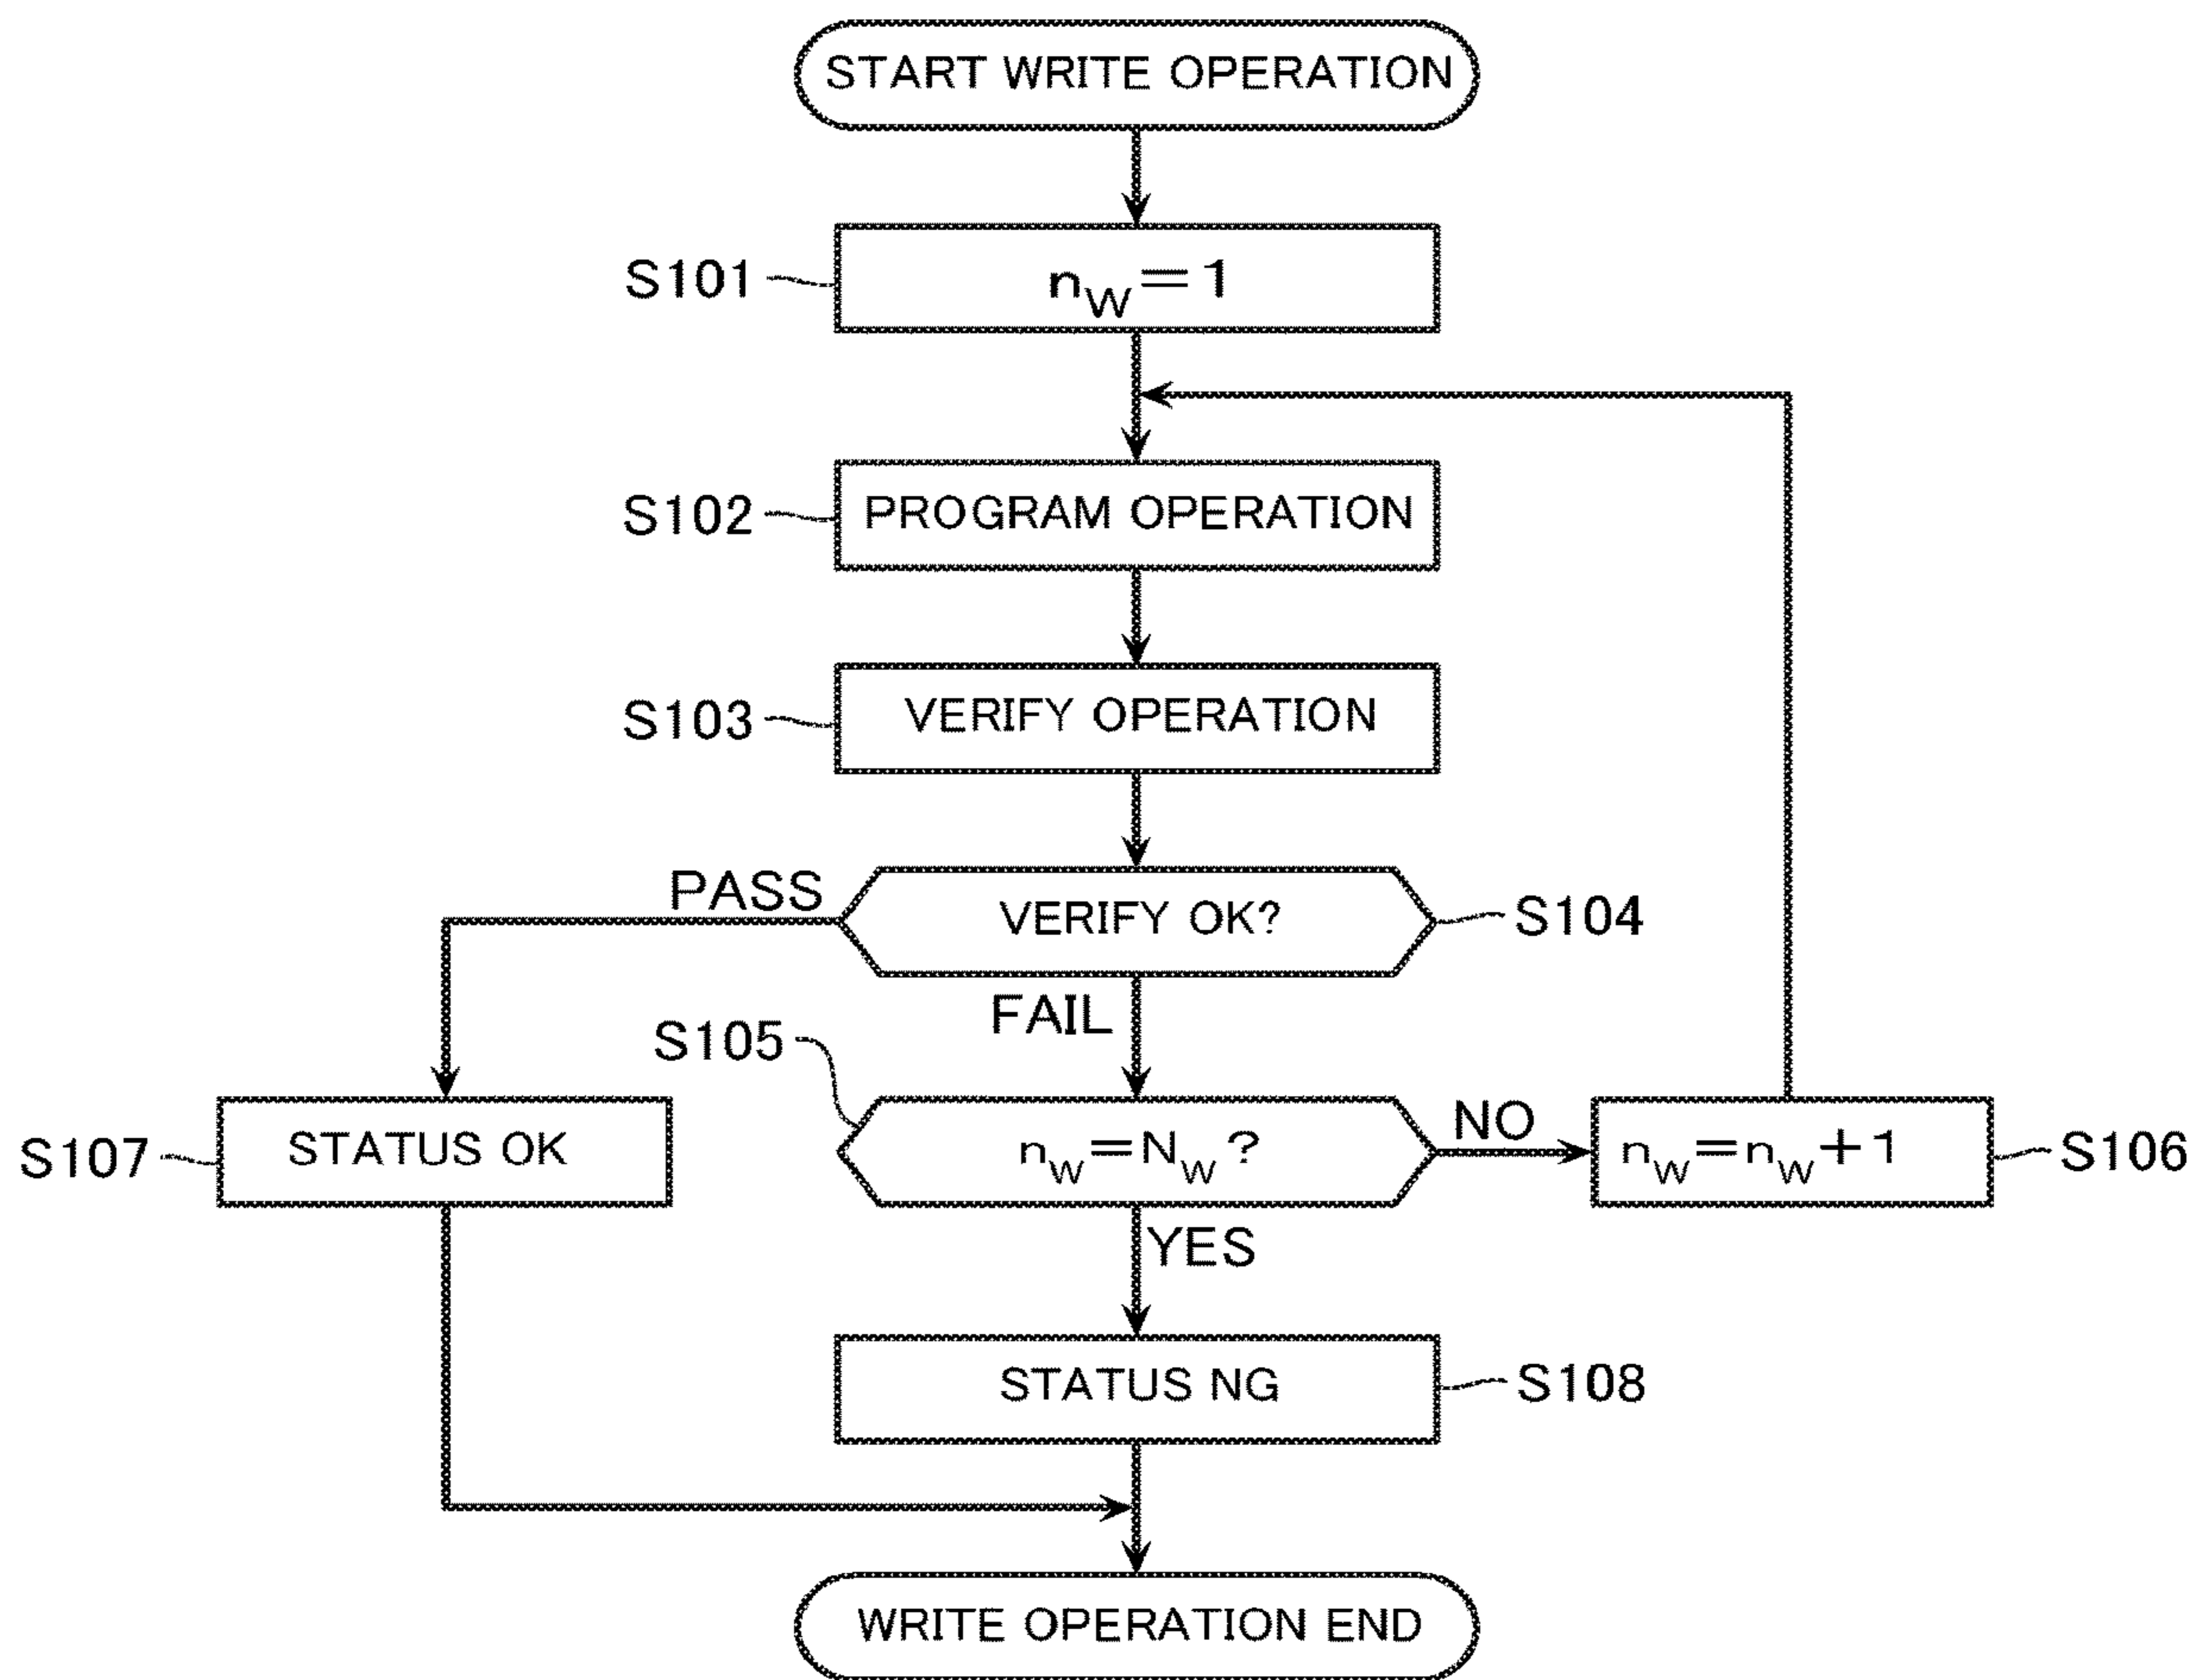 START WRITE OPERATION
S101
n_W=1
S102
PROGRAM OPERATION
S103
VERIFY OPERATION
PASS
VERIFY OK?
S104
FAIL
S105
n_W=N_W?
NO
n_W=n_W+1
S106
S107
STATUS OK
YES
STATUS NG
S108
WRITE OPERATION END